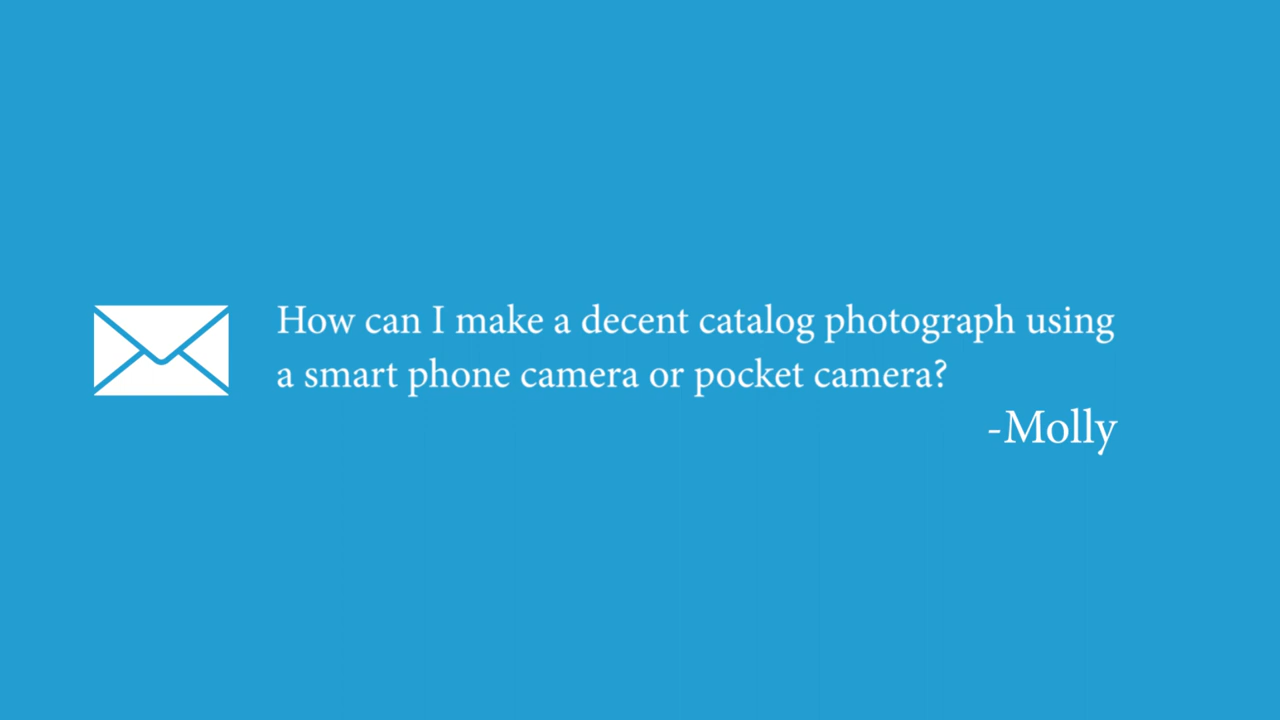 How can I make a decent catalog photograph using
a smart phone camera or pocket camera?
-Molly